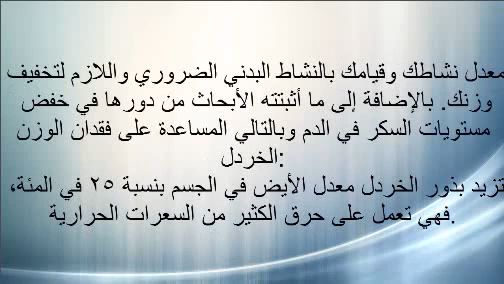 معدل نشاطك وقيامك بالنشاط البدني الضروري واللازم لتخفيف
وزنك. بالإضافة إلى ما أثبتته الأبحاث من دورها في خفض
مستويات السكر في الدم وبالتالي المساعدة على فقدان الوزن
الخردل:
تزيد بذور الخردل معدل الأيض في الجسم بنسبة ٢٥ في المئة،
فهي تعمل على حرق الكثير من السعرات الحرارية.